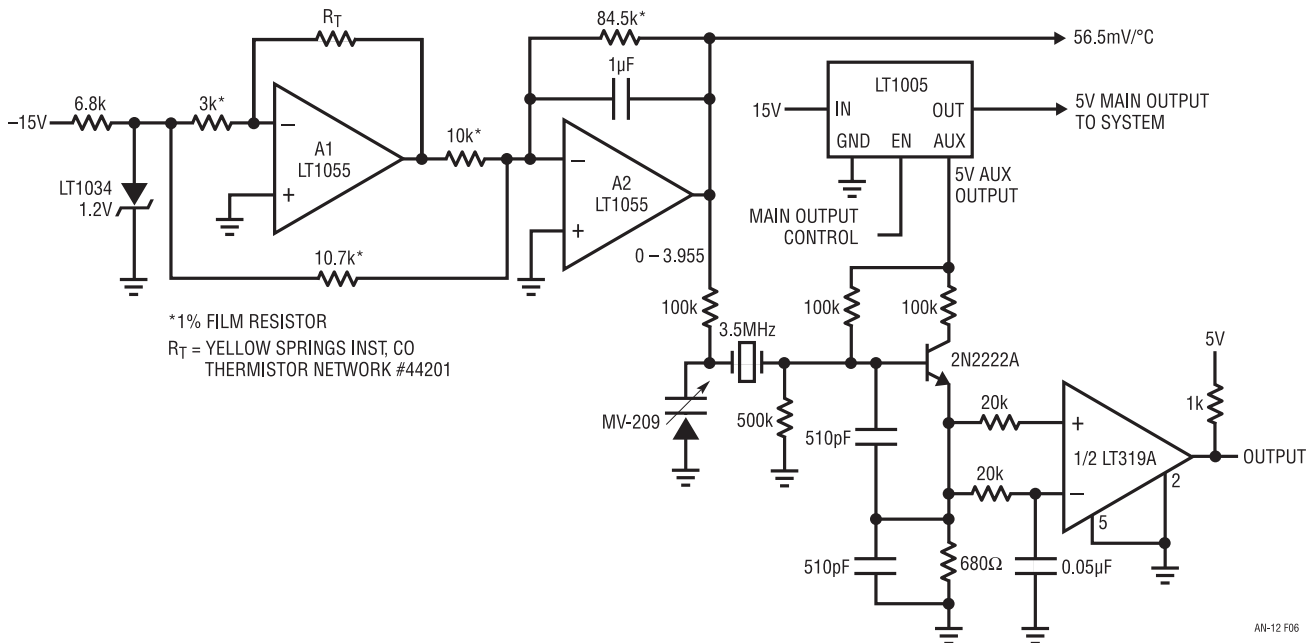 RT
84.5k*
56.5mV/°C
1µF
LT1005
6.8k
3k*
–15V
15V
IN
OUT
5V MAIN OUTPUT
TO SYSTEM
–
A1
LT1055
+
10k*
GND
EN
AUX
–
A2
LT1055
+
LT1034
1.2V
5V AUX
OUTPUT
MAIN OUTPUT
CONTROL
10.7k*
0 – 3.955
*1% FILM RESISTOR
RT = YELLOW SPRINGS INST, CO
THERMISTOR NETWORK #44201
100k
100k
100k
3.5MHz
2N2222A
5V
MV-209
500k
510pF
20k
1k
+
1/2 LT319A
–
OUTPUT
20k
2
5
510pF
680Ω
0.05µF
AN-12 F06